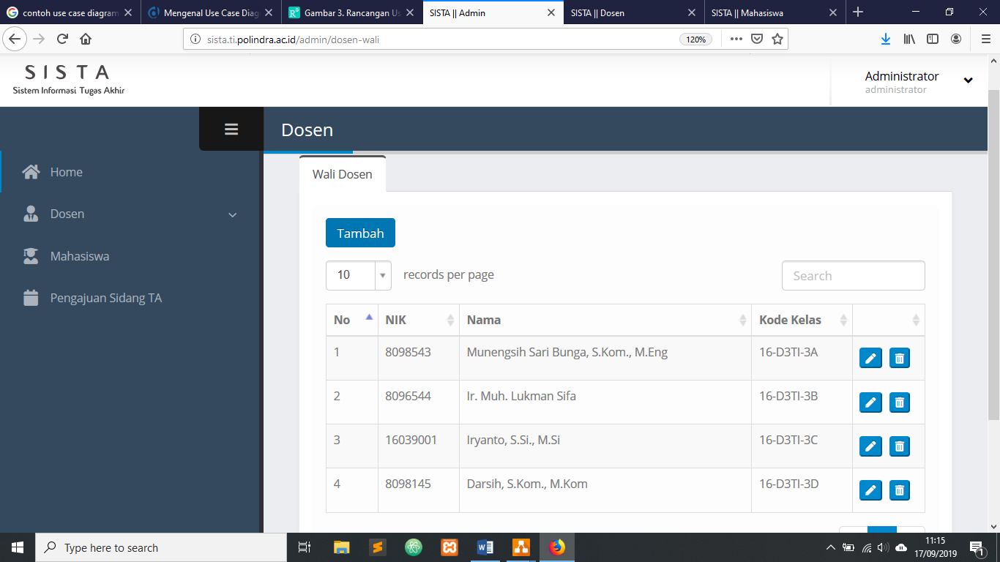 contoh use case diagram
Mengenal Use Case Diag
Gambar 3. Rancangan Us
SISTA || Admin
SISTA || Dosen
SISTA || Mahasiswa
sista.ti.polindra.ac.id/admin/dosen-wali
120%
SISTA
Sistem Informasi Tugas Akhir
Administrator
administrator
Dosen
Home
Dosen
Mahasiswa
Pengajuan Sidang TA
Wali Dosen
Tambah
10 records per page
Search
No NIK Nama Kode Kelas
1 8098543 Munengsih Sari Bunga, S.Kom., M.Eng 16-D3TI-3A
2 8096544 Ir. Muh. Lukman Sifa 16-D3TI-3B
3 16039001 Iryanto, S.Si., M.Si 16-D3TI-3C
4 8098145 Darsih, S.Kom., M.Kom 16-D3TI-3D
Type here to search
11:15
17/09/2019
1